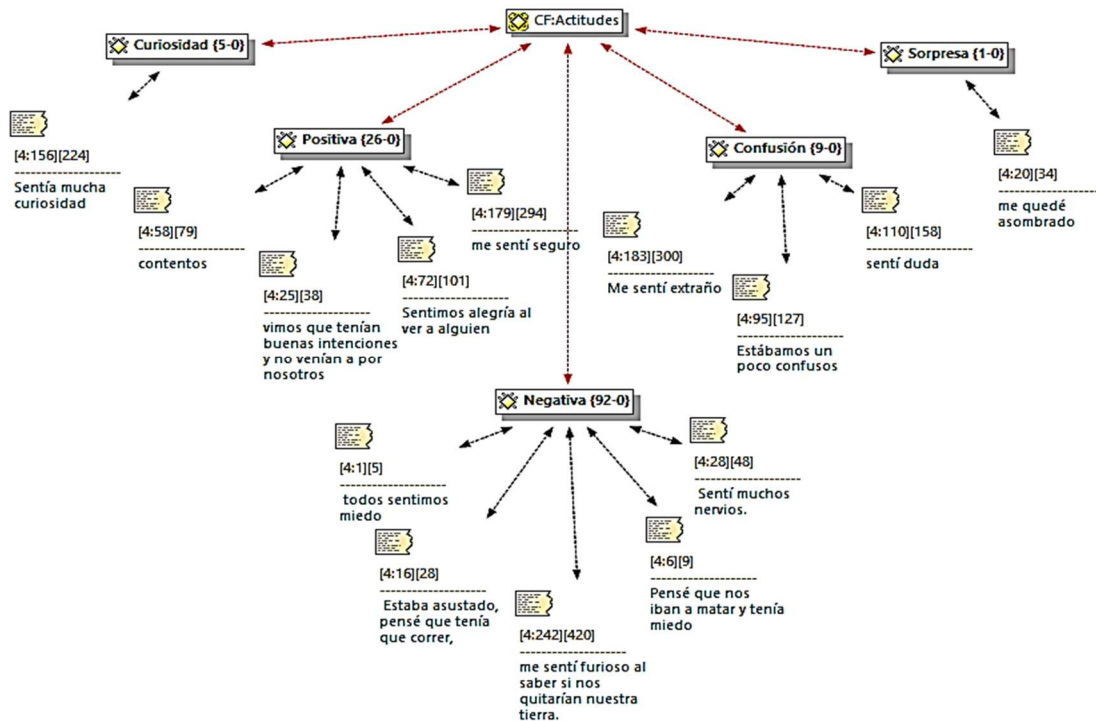 CF:Actitudes
Curiosidad {5-0}
Sorpresa {1-0}
Positiva {26-0}
Confusión {9-0}
[4:156][224]
--------------------
Sentía mucha
curiosidad
[4:58][79]
--------------------
contentos
[4:25][38]
--------------------
vimos que tenían
buenas intenciones
y no venían a por
nosotros
[4:72][101]
--------------------
Sentimos alegría al
ver a alguien
[4:179][294]
--------------------
me sentí seguro
[4:183][300]
--------------------
Me sentí extraño
[4:95][127]
--------------------
Estábamos un
poco confusos
[4:110][158]
--------------------
sentí duda
[4:20][34]
--------------------
me quedé
asombrado
Negativa {92-0}
[4:1][5]
--------------------
todos sentimos
miedo
[4:16][28]
--------------------
Estaba asustado,
pensé que tenía
que correr,
[4:242][420]
--------------------
me sentí furioso al
saber si nos
quitarían nuestra
tierra.
[4:6][9]
--------------------
Pensé que nos
iban a matar y tenía
miedo
[4:28][48]
--------------------
Sentí muchos
nervios.